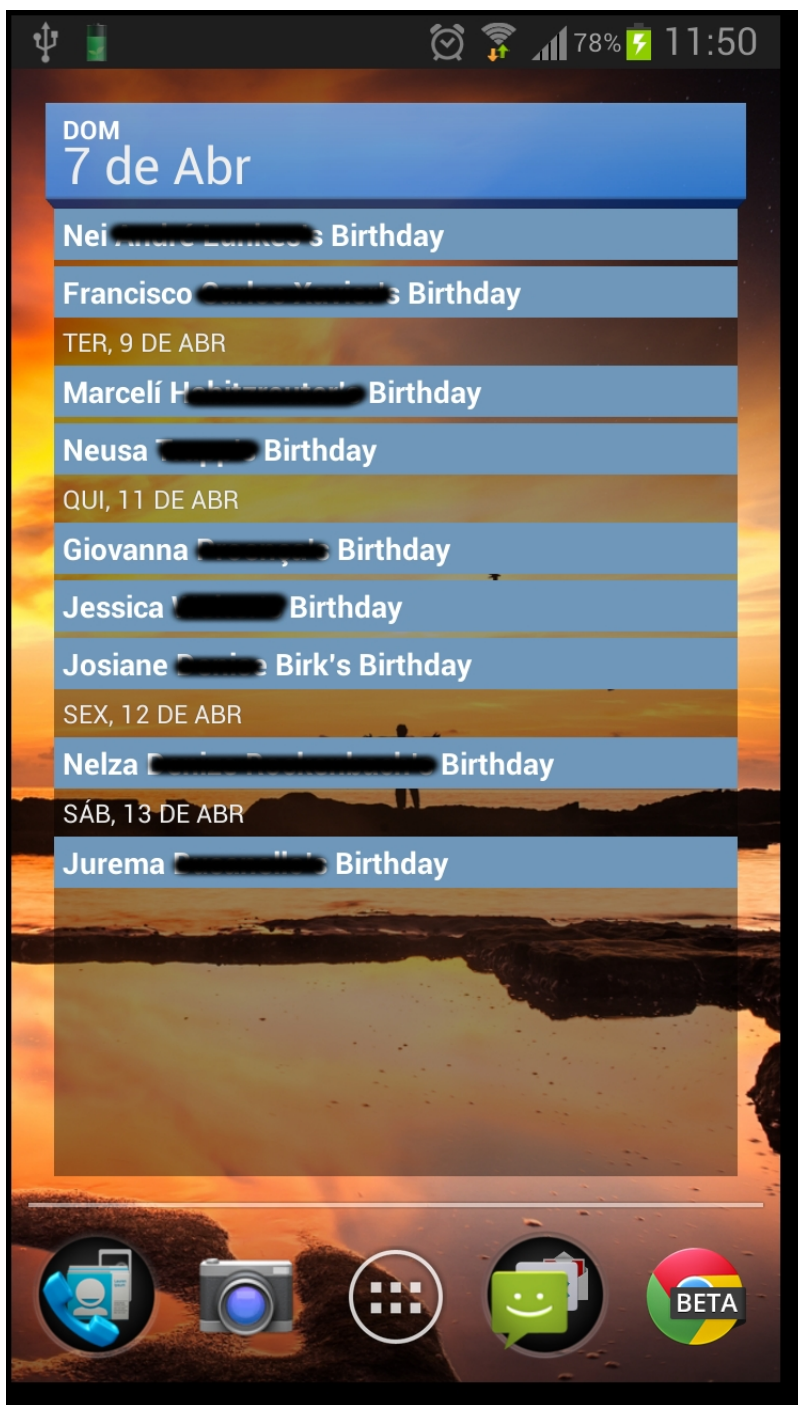 78% 11:50
DOM
7 de Abr
Nei Birthday
Francisco Birthday
TER, 9 DE ABR
Marcelí Birthday
Neusa Birthday
QUI, 11 DE ABR
Giovanna Birthday
Jessica Birthday
Josiane Birk's Birthday
SEX, 12 DE ABR
Nelza Birthday
SÁB, 13 DE ABR
Jurema Birthday
BETA